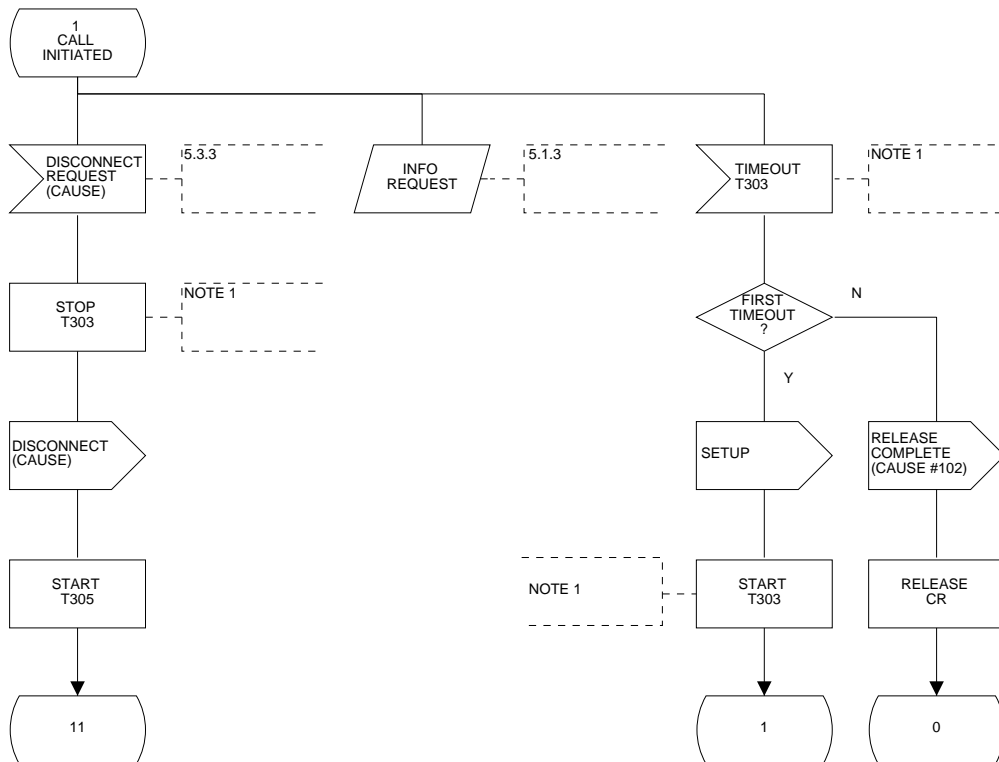 1
CALL
INITIATED
DISCONNECT
REQUEST
(CAUSE)
5.3.3
INFO
REQUEST
5.1.3
TIMEOUT
T303
NOTE 1
STOP
T303
NOTE 1
FIRST
TIMEOUT
?
N
Y
DISCONNECT
(CAUSE)
SETUP
RELEASE
COMPLETE
(CAUSE #102)
START
T305
NOTE 1
START
T303
RELEASE
CR
11
1
0